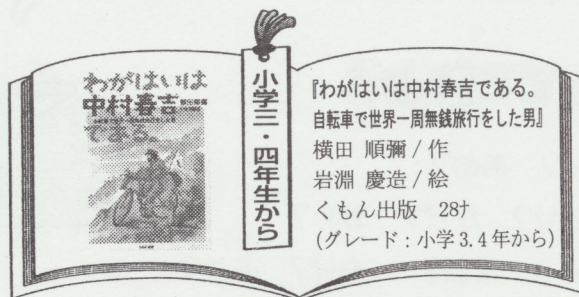 わがはいは
中村春吉
である。
小学三・四年生から
『わがはいは中村春吉である。
自転車で世界一周無銭旅行をした男』
横田 順彌 / 作
岩淵 慶造 / 絵
くもん出版 28ﾅ
(グレード:小学3.4年から)